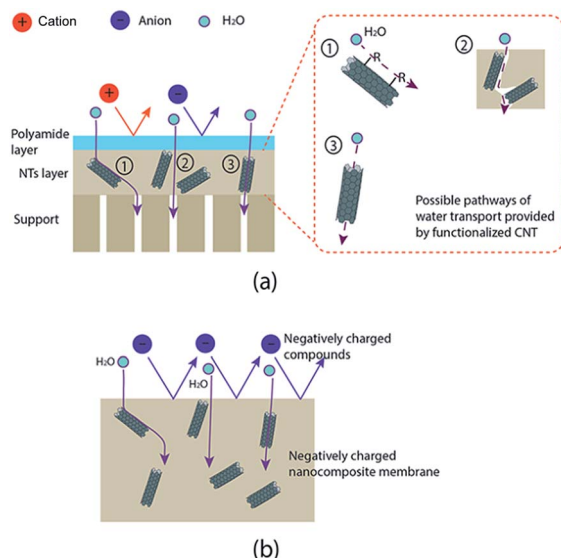 + Cation - Anion H₂O
① H₂O
R
R
②
+ -
Polyamide
layer
NTs layer
① ② ③
Support
③
Possible pathways of
water transport provided
by functionalized CNT
(a)
- - -
Negatively charged
compounds
H₂O
H₂O
Negatively charged
nanocomposite membrane
(b)